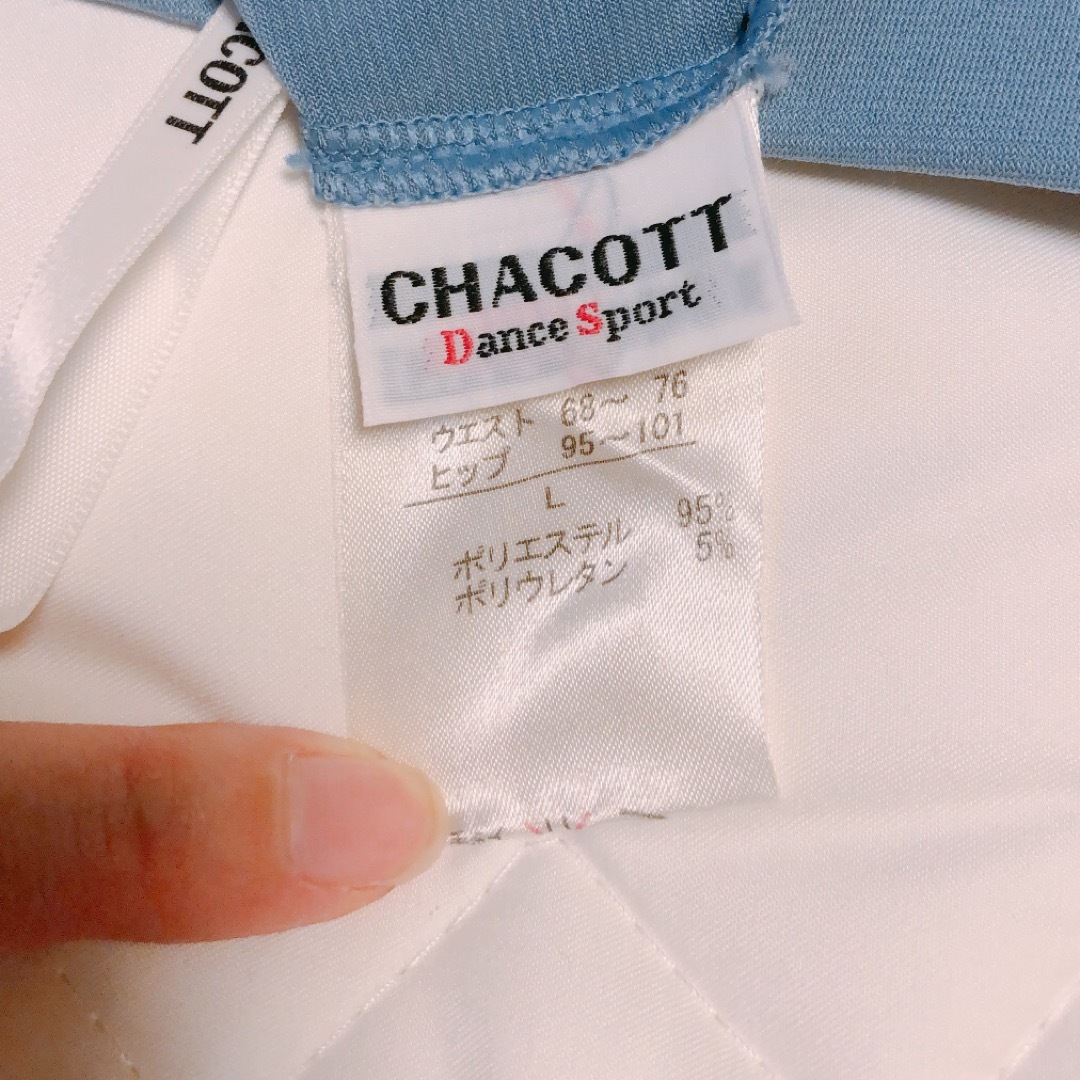 COTT
CHACOTT
Dance Sport
ウエスト 68～ 76
ヒップ 95～101
L
ポリエステル 95%
ポリウレタン 5%